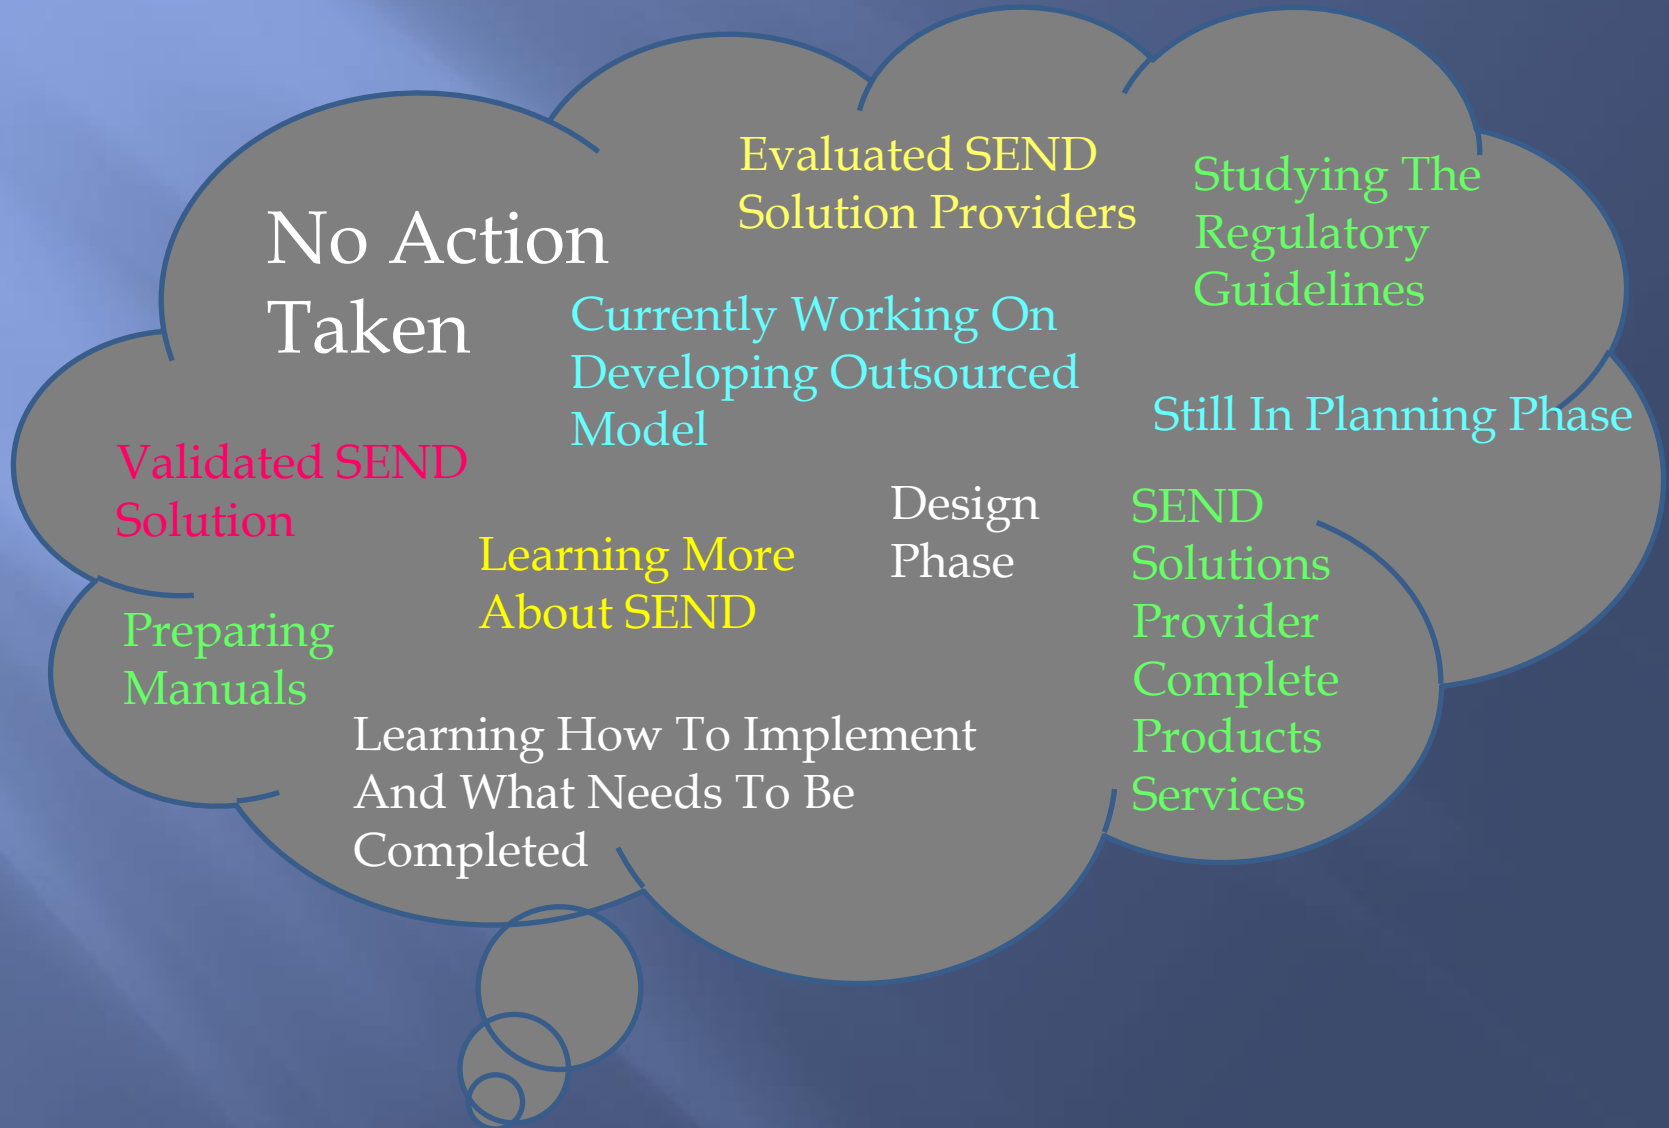 No Action
Taken
Evaluated SEND
Solution Providers
Studying The
Regulatory
Guidelines
Currently Working On
Developing Outsourced
Model
Still In Planning Phase
Validated SEND
Solution
Design
Phase
SEND
Solutions
Provider
Complete
Products
Services
Learning More
About SEND
Preparing
Manuals
Learning How To Implement
And What Needs To Be
Completed